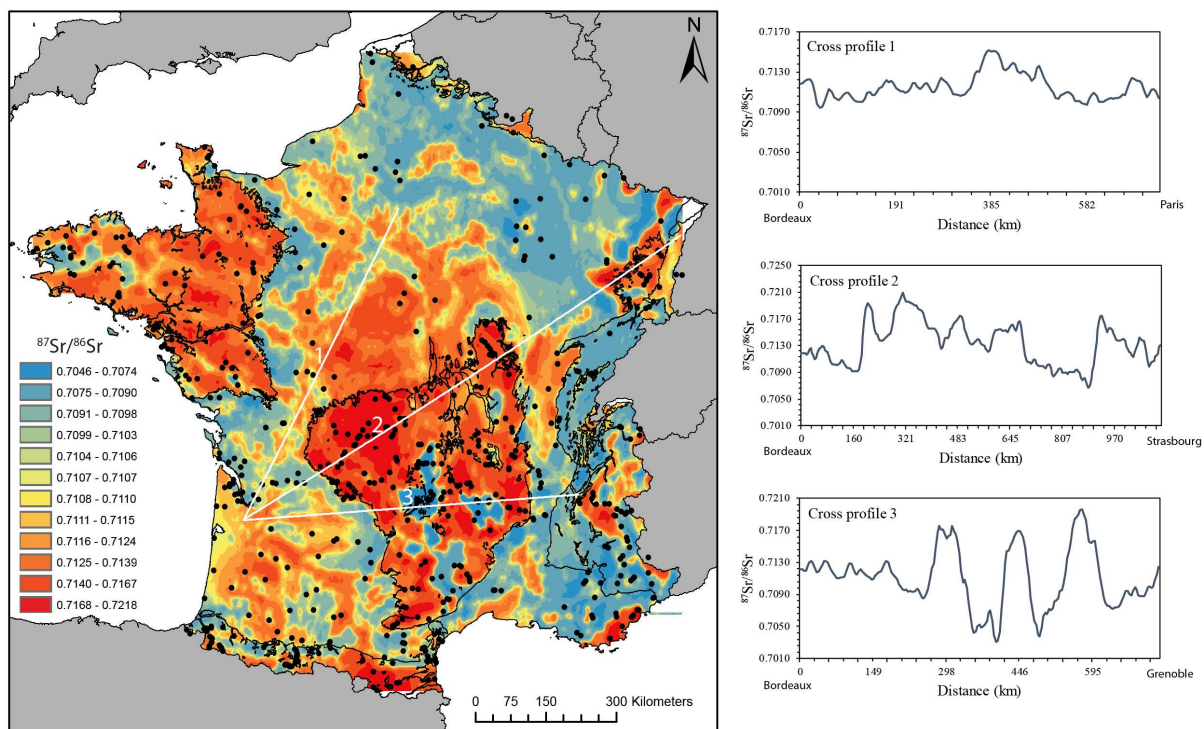 N
1
2
3
87Sr/86Sr
0.7046 - 0.7074
0.7075 - 0.7090
0.7091 - 0.7098
0.7099 - 0.7103
0.7104 - 0.7106
0.7107 - 0.7107
0.7108 - 0.7110
0.7111 - 0.7115
0.7116 - 0.7124
0.7125 - 0.7139
0.7140 - 0.7167
0.7168 - 0.7218
0 75 150 300 Kilometers
Cross profile 1
87Sr/86Sr
0.7170
0.7130
0.7090
0.7050
0.7010
0 191 385 582
Bordeaux Paris
Distance (km)
Cross profile 2
87Sr/86Sr
0.7250
0.7210
0.7170
0.7130
0.7090
0.7050
0.7010
0 160 321 483 645 807 970 Strasbourg
Bordeaux
Distance (km)
Cross profile 3
87Sr/86Sr
0.7210
0.7170
0.7130
0.7090
0.7050
0.7010
0 149 298 446 595 Grenoble
Bordeaux
Distance (km)